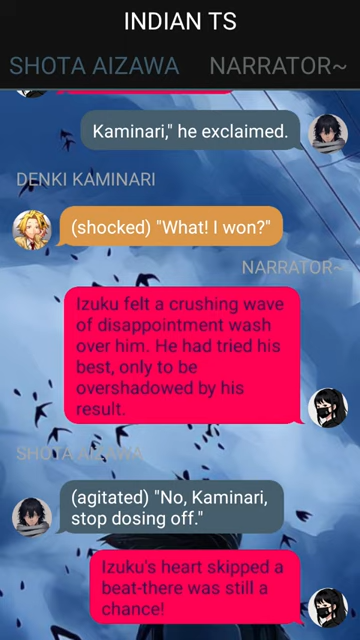 INDIAN TS
SHOTA AIZAWA NARRATOR~
Kaminari," he exclaimed.
DENKI KAMINARI
(shocked) "What! I won?"
NARRATOR~
Izuku felt a crushing wave
of disappointment wash
over him. He had tried his
best, only to be
overshadowed by his
result.
SHOTA AIZAWA
(agitated) "No, Kaminari,
stop dosing off."
Izuku's heart skipped a
beat-there was still a
chance!